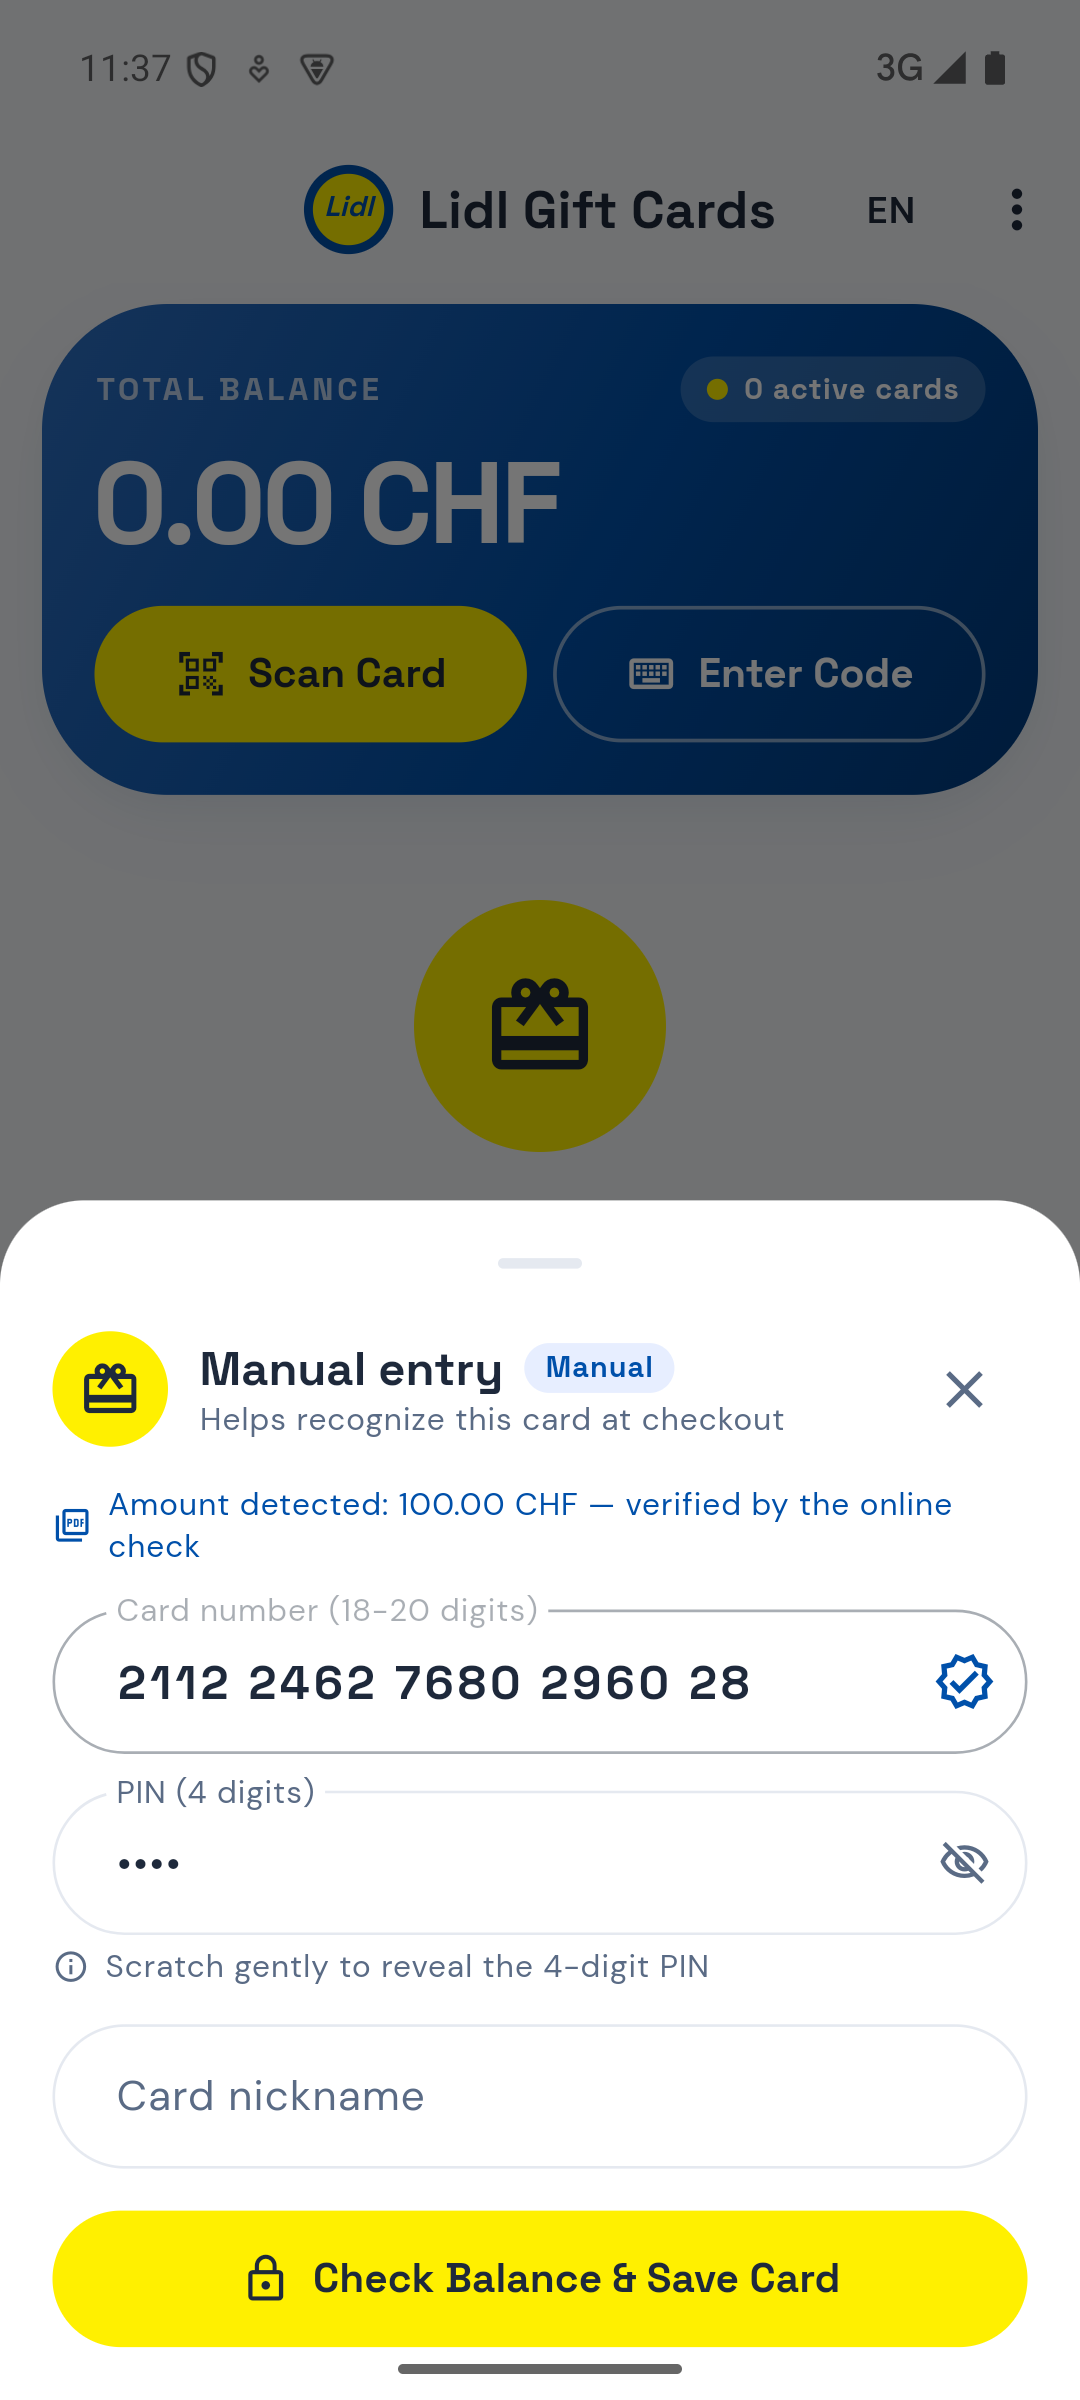 11:37
3G
Lidl
Lidl Gift Cards
EN
TOTAL BALANCE
0 active cards
0.00 CHF
Scan Card
Enter Code
Manual entry
Manual
Helps recognize this card at checkout
PDF
Amount detected: 100.00 CHF — verified by the online
check
Card number (18-20 digits)
2112 2462 7680 2960 28
PIN (4 digits)
••••
Scratch gently to reveal the 4-digit PIN
Card nickname
Check Balance & Save Card